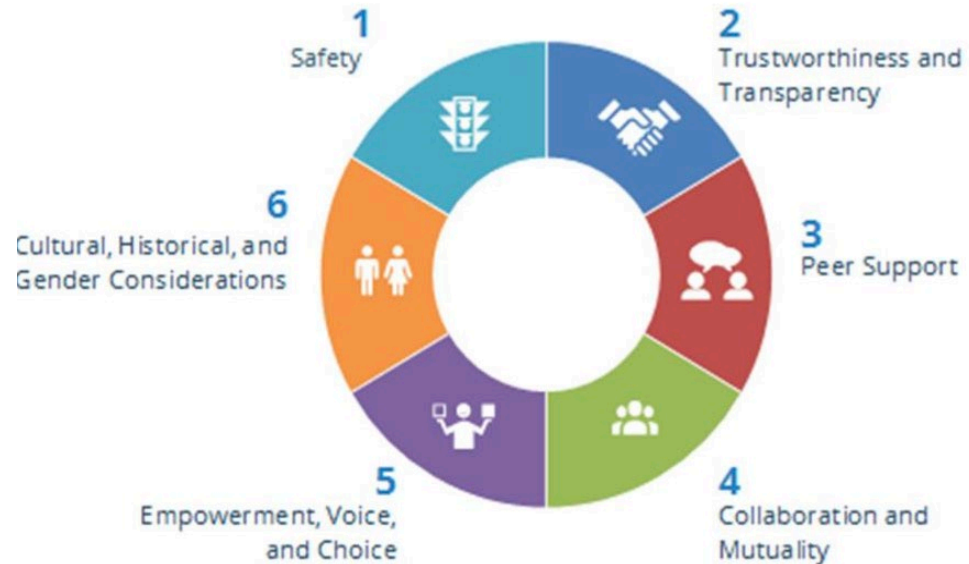 1
Safety
2
Trustworthiness and
Transparency
3
Peer Support
4
Collaboration and
Mutuality
5
Empowerment, Voice,
and Choice
6
Cultural, Historical, and
Gender Considerations